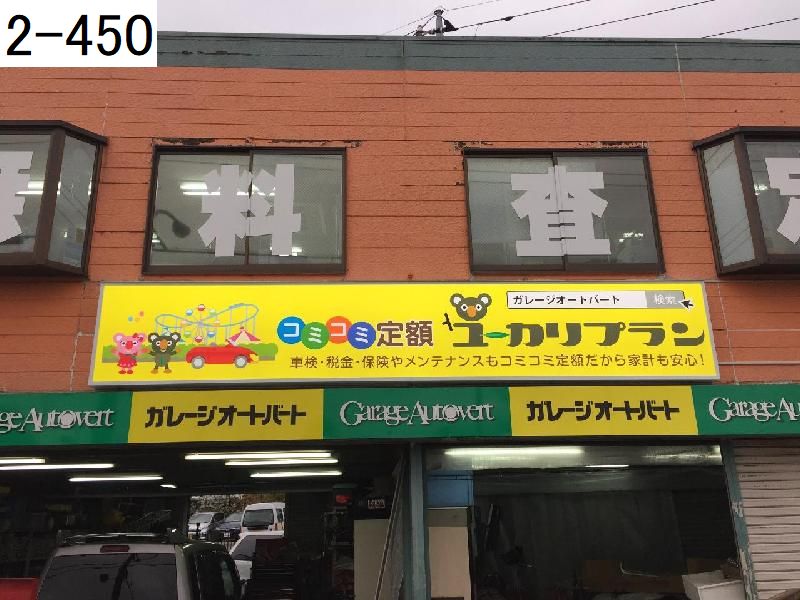 2-450
料 査
ガレージオートバート 検索
コミコミ定額 ユーカリプラン
車検・税金・保険やメンテナンスもコミコミ定額だから家計も安心!
Garage Autovert ガレージオートバート Garage Autovert ガレージオートバート Garage Au